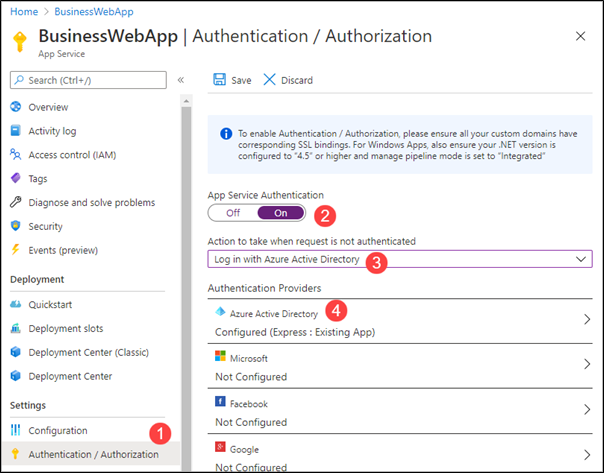 Home > BusinessWebApp
BusinessWebApp | Authentication / Authorization
App Service
Search (Ctrl+/)
«
Overview
Activity log
Access control (IAM)
Tags
Diagnose and solve problems
Security
Events (preview)
Deployment
Quickstart
Deployment slots
Deployment Center (Classic)
Deployment Center
Settings
Configuration
1
Authentication / Authorization
Save
Discard
To enable Authentication / Authorization, please ensure all your custom domains have
corresponding SSL bindings. For Windows Apps, also ensure your .NET version is
configured to "4.5" or higher and manage pipeline mode is set to "Integrated"
App Service Authentication
Off On 2
Action to take when request is not authenticated
Log in with Azure Active Directory 3
Authentication Providers
Azure Active Directory 4
Configured (Express : Existing App)
Microsoft
Not Configured
Facebook
Not Configured
Google
Not Configured